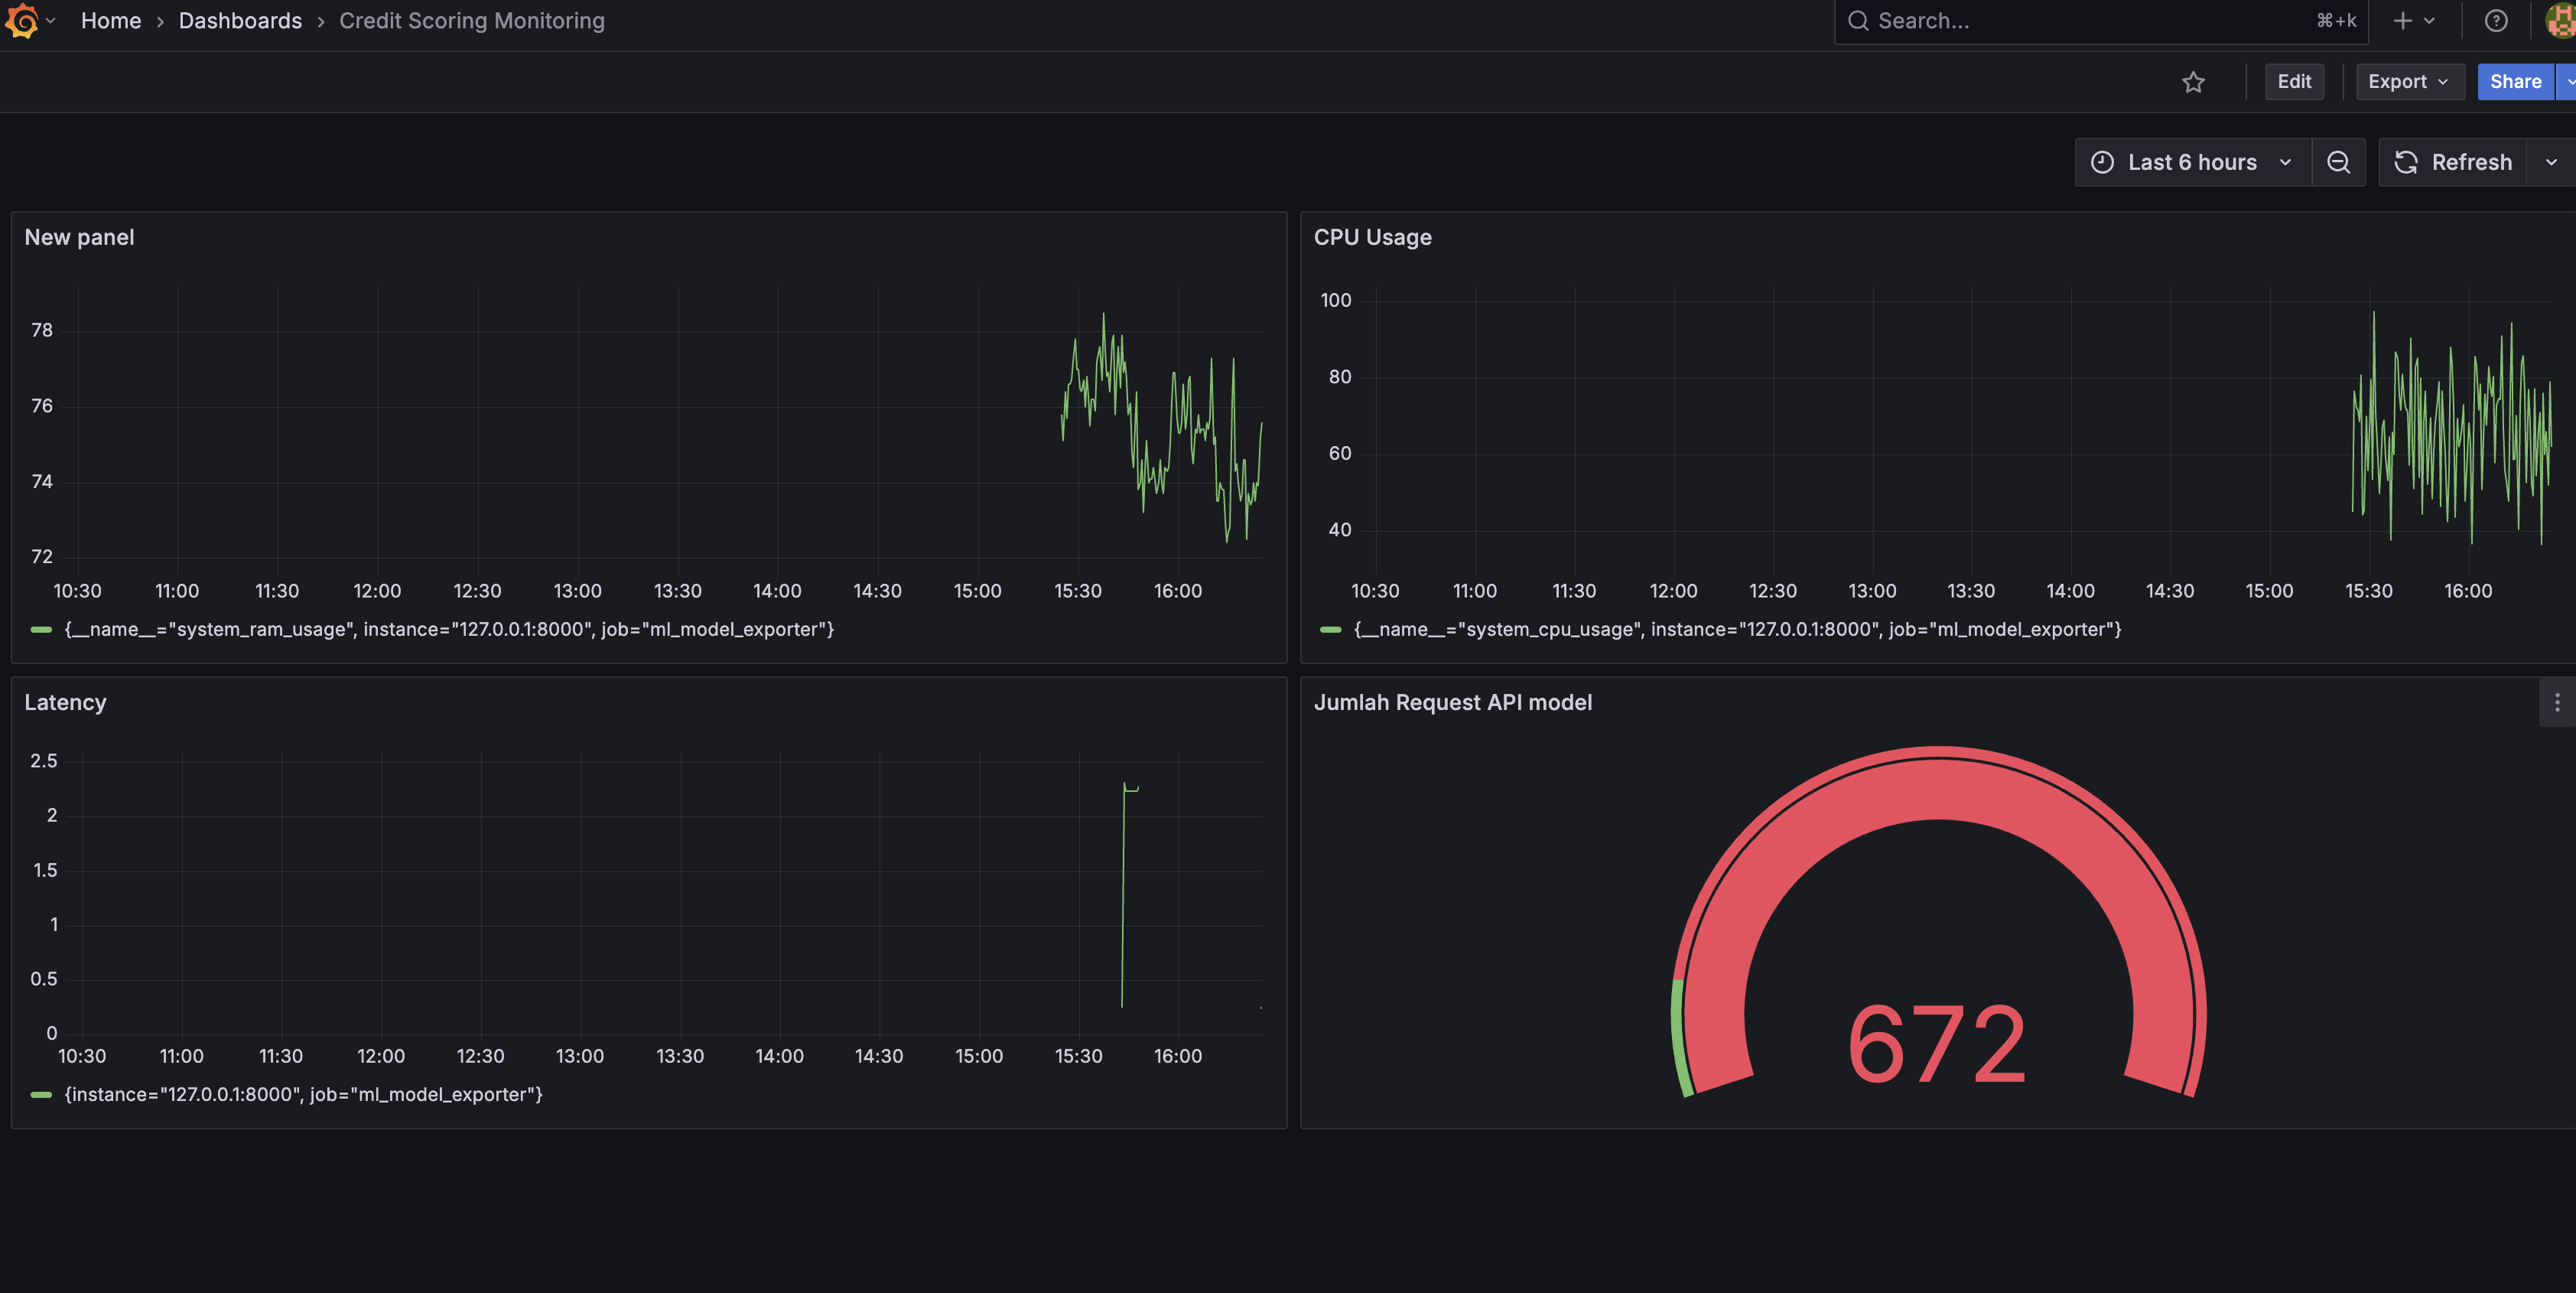 Home › Dashboards › Credit Scoring Monitoring
Search...
⌘+k
Edit
Export
Share
Last 6 hours
Refresh
New panel
78
76
74
72
10:30 11:00 11:30 12:00 12:30 13:00 13:30 14:00 14:30 15:00 15:30 16:00
{__name__="system_ram_usage", instance="127.0.0.1:8000", job="ml_model_exporter"}
CPU Usage
100
80
60
40
10:30 11:00 11:30 12:00 12:30 13:00 13:30 14:00 14:30 15:00 15:30 16:00
{__name__="system_cpu_usage", instance="127.0.0.1:8000", job="ml_model_exporter"}
Latency
2.5
2
1.5
1
0.5
0
10:30 11:00 11:30 12:00 12:30 13:00 13:30 14:00 14:30 15:00 15:30 16:00
{instance="127.0.0.1:8000", job="ml_model_exporter"}
Jumlah Request API model
672